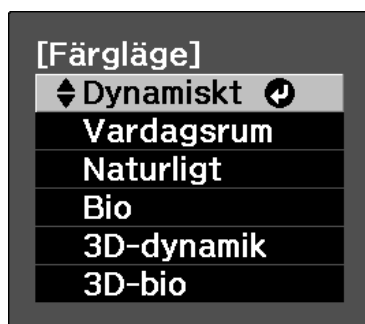 [Färgläge]
Dynamiskt
Vardagsrum
Naturligt
Bio
3D-dynamik
3D-bio